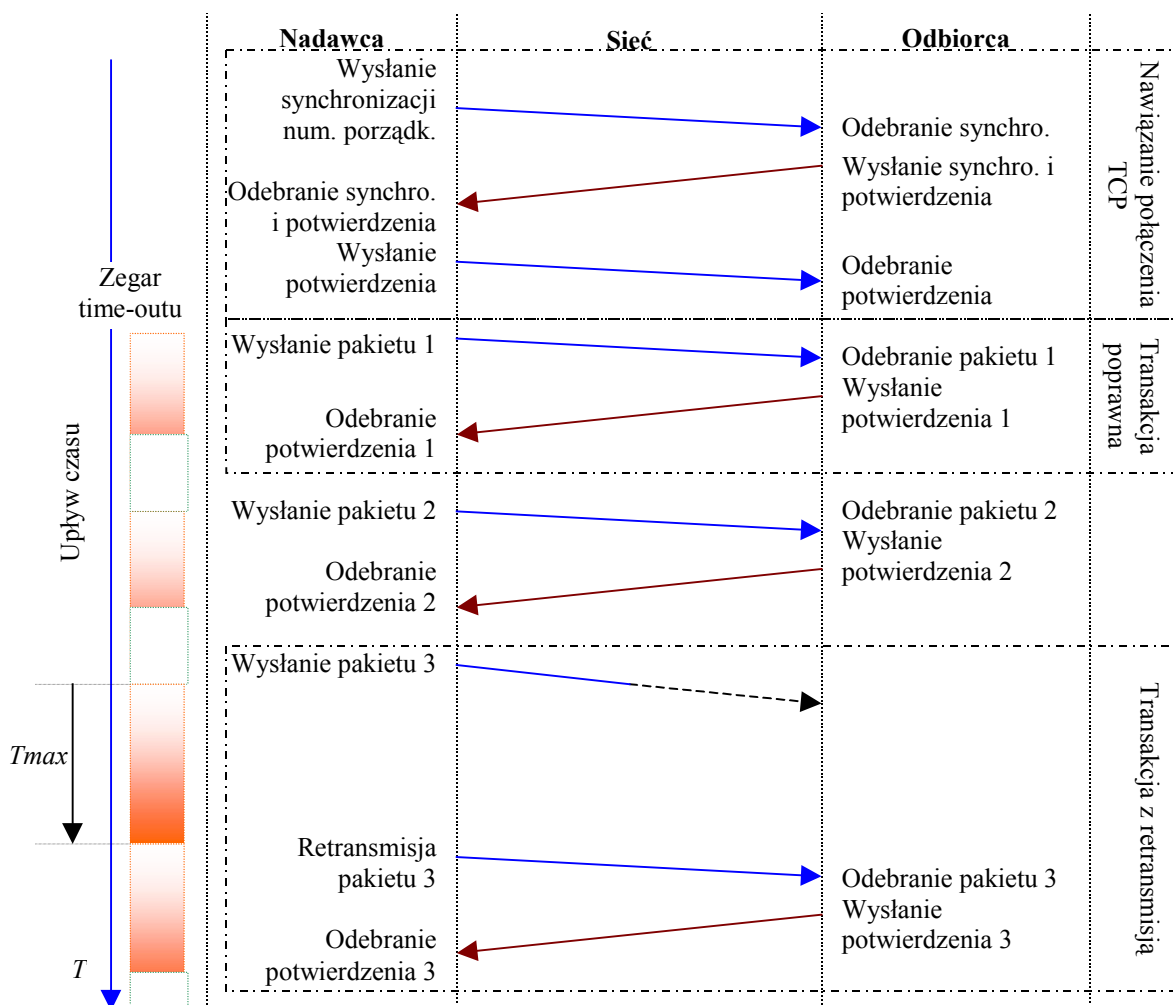 Nadawca
Sięć
Odbiorca
Wysłanie
synchronizacji
num. porządk.
Odebranie synchro.
Wysłanie synchro. i
potwierdzenia
Odebranie synchro.
i potwierdzenia
Wysłanie
potwierdzenia
Odebranie
potwierdzenia
Nawiązanie połączenia
TCP
Zegar
time-outu
Wysłanie pakietu 1
Odebranie pakietu 1
Wysłanie
potwierdzenia 1
Odebranie
potwierdzenia 1
Transakcja
poprawna
Upływ czasu
Wysłanie pakietu 2
Odebranie pakietu 2
Wysłanie
potwierdzenia 2
Odebranie
potwierdzenia 2
Wysłanie pakietu 3
Tmax
Retransmisja
pakietu 3
Odebranie pakietu 3
Wysłanie
potwierdzenia 3
Odebranie
potwierdzenia 3
Transakcja z retransmisją
T